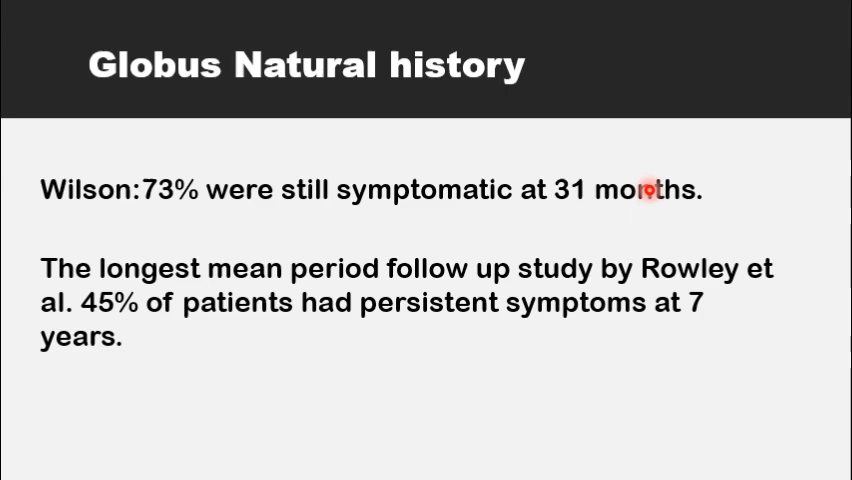 Globus Natural history
Wilson:73% were still symptomatic at 31 months.
The longest mean period follow up study by Rowley et
al. 45% of patients had persistent symptoms at 7
years.